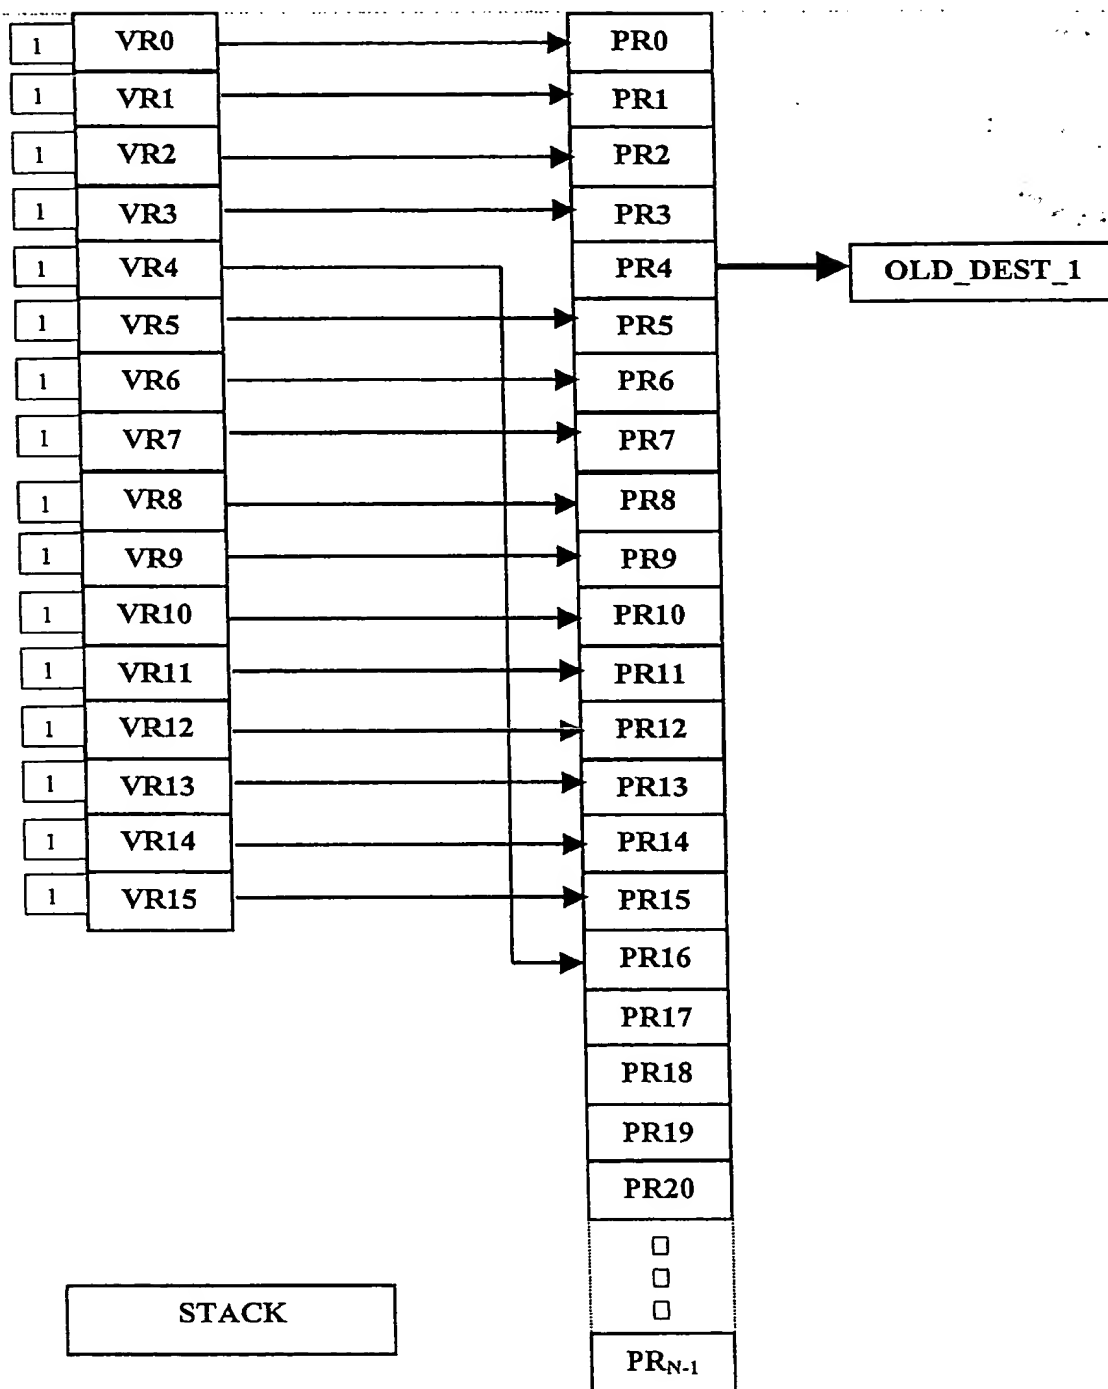 1 VR0 PR0
1 VR1 PR1
1 VR2 PR2
1 VR3 PR3
1 VR4 PR4 OLD_DEST_1
1 VR5 PR5
1 VR6 PR6
1 VR7 PR7
1 VR8 PR8
1 VR9 PR9
1 VR10 PR10
1 VR11 PR11
1 VR12 PR12
1 VR13 PR13
1 VR14 PR14
1 VR15 PR15
PR16
PR17
PR18
PR19
PR20
STACK
PRN-1